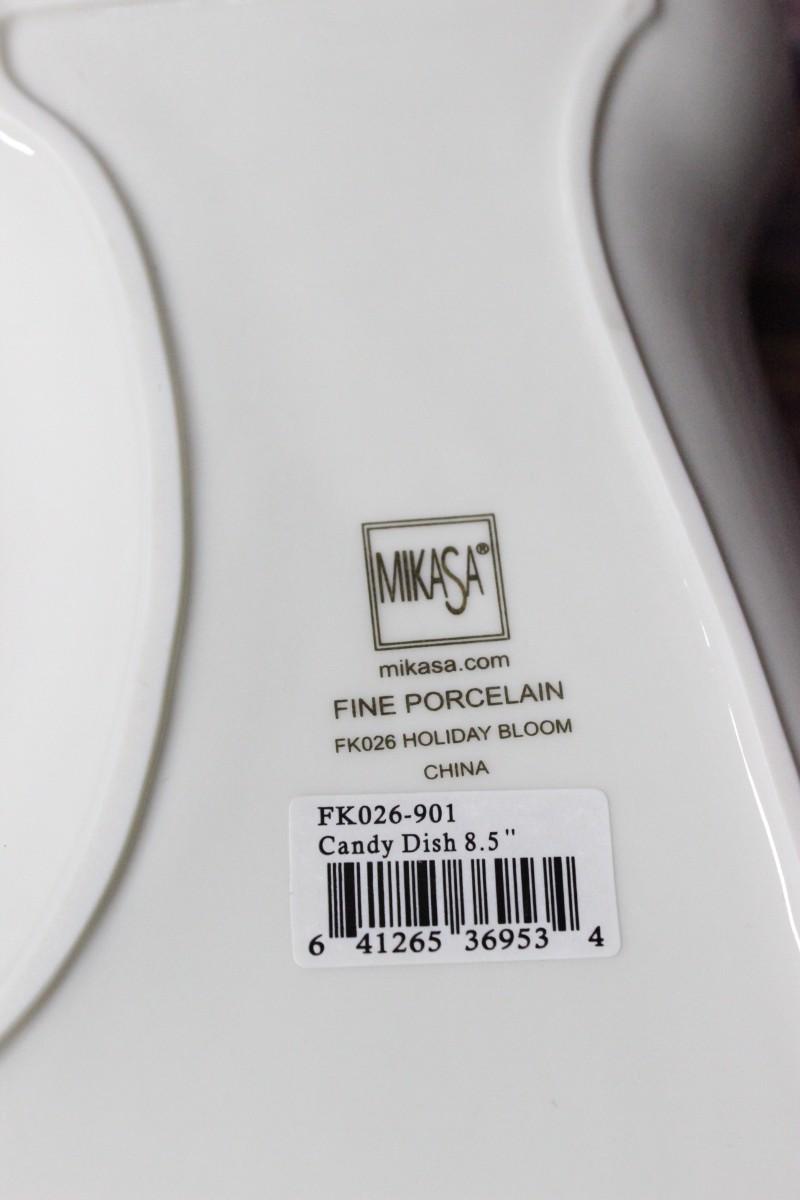 MIKASA®
mikasa.com
FINE PORCELAIN
FK026 HOLIDAY BLOOM
CHINA
FK026-901
Candy Dish 8.5"
6 41265 36953 4